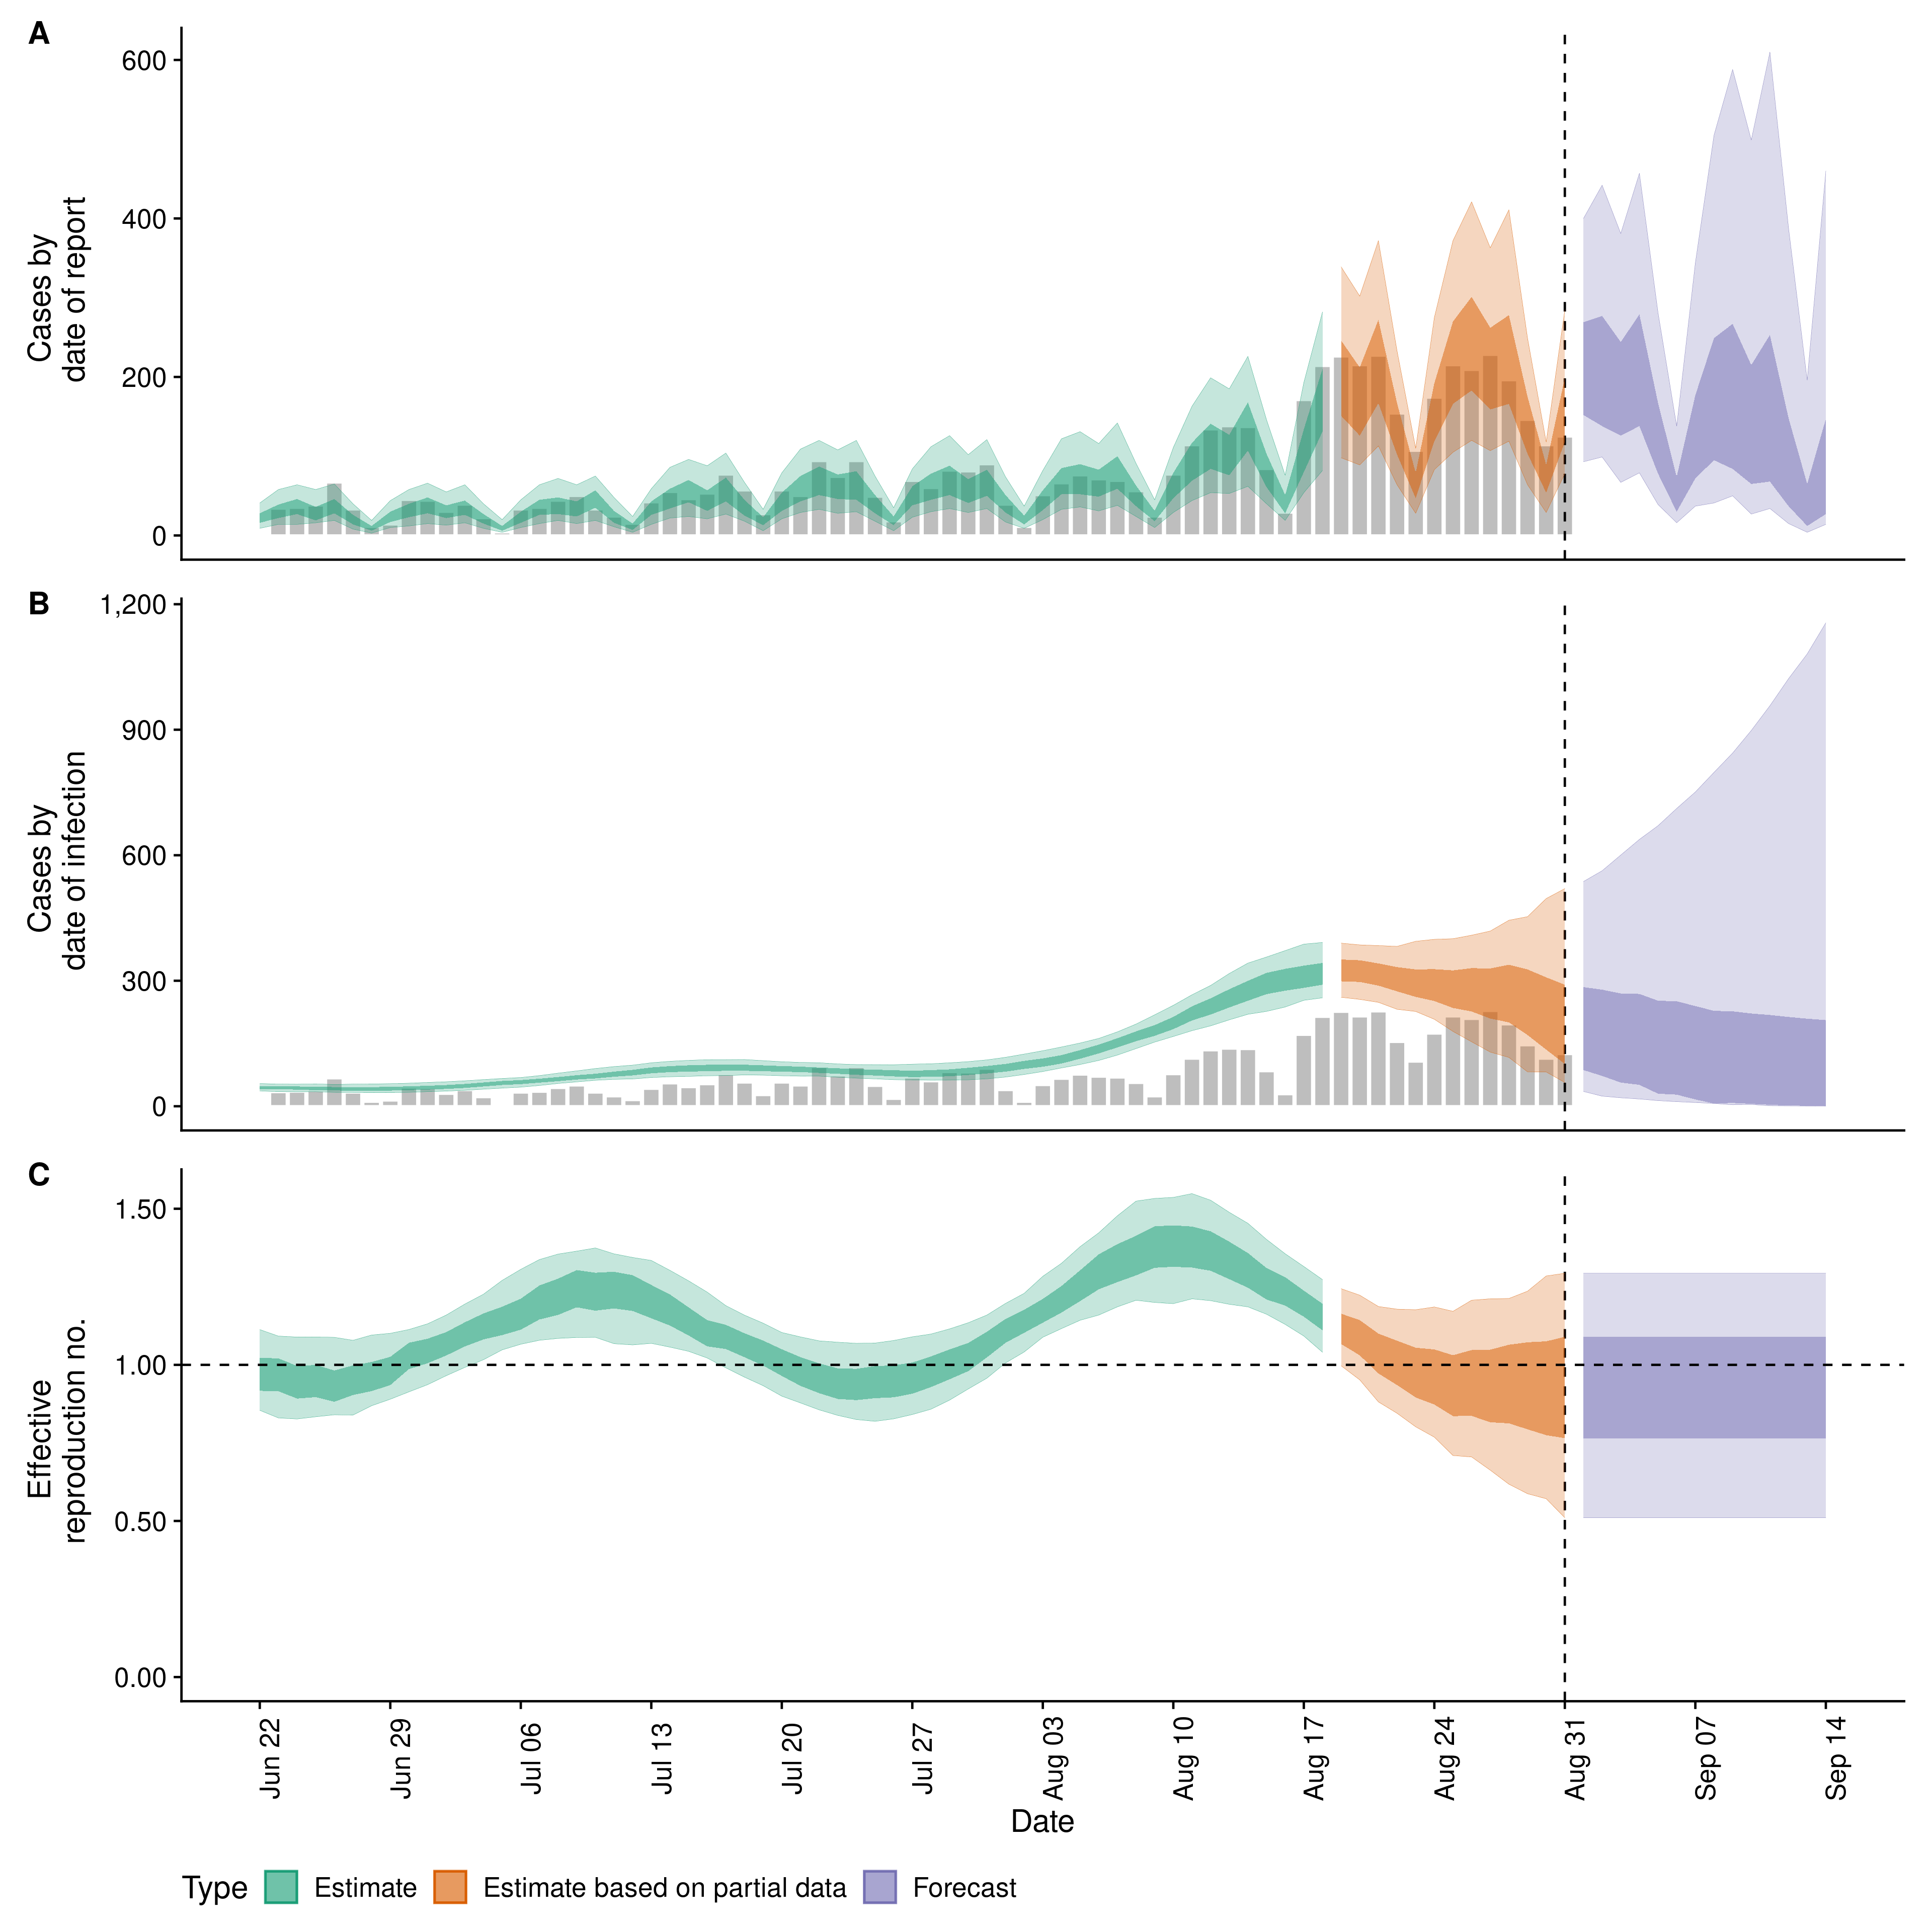 A
600
400
200
0
Cases by
date of report
B
1,200
900
600
300
0
Cases by
date of infection
C
1.50
1.00
0.50
0.00
Effective
reproduction no.
Jun 22
Jun 29
Jul 06
Jul 13
Jul 20
Jul 27
Aug 03
Aug 10
Aug 17
Aug 24
Aug 31
Sep 07
Sep 14
Date
Type Estimate Estimate based on partial data Forecast